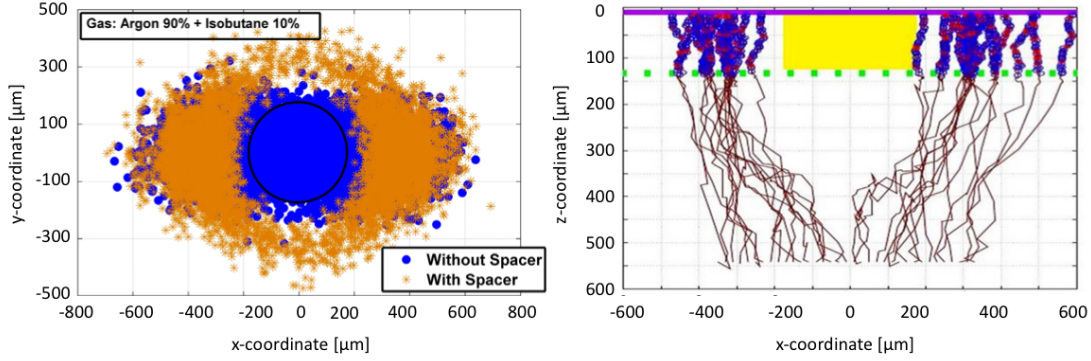 Gas: Argon 90% + Isobutane 10%
500
300
100
-100
-300
-500
y-coordinate [µm]
Without Spacer
With Spacer
-800 -600 -400 -200 0 200 400 600 800
x-coordinate [µm]
0
100
200
300
400
500
600
z-coordinate [µm]
-600 -400 -200 0 200 400 600
x-coordinate [µm]